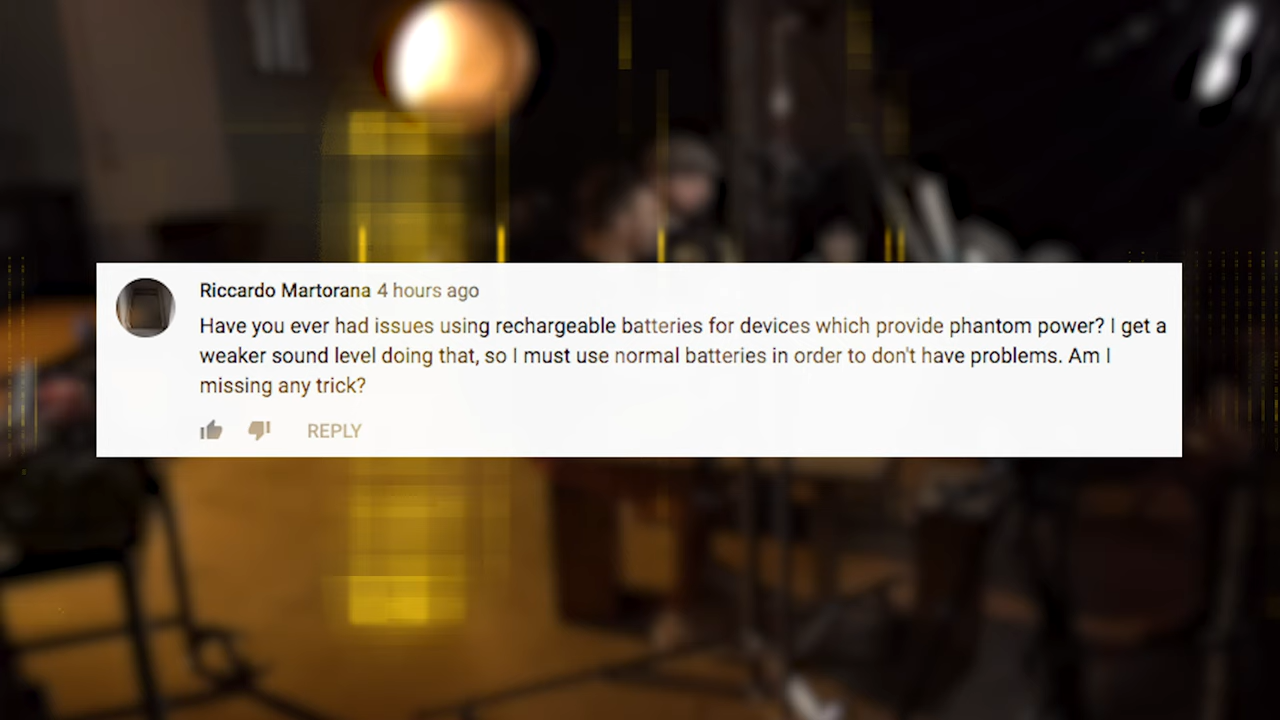 Riccardo Martorana 4 hours ago
Have you ever had issues using rechargeable batteries for devices which provide phantom power? I get a
weaker sound level doing that, so I must use normal batteries in order to don't have problems. Am I
missing any trick?
REPLY